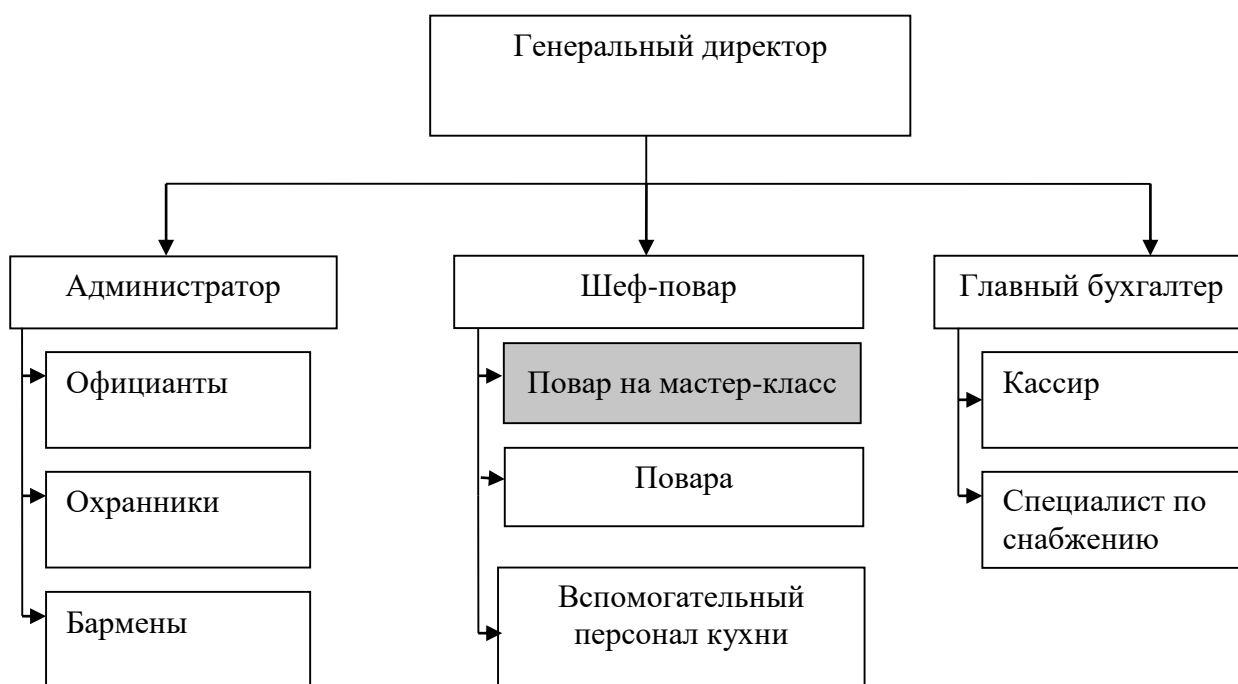 Генеральный директор
Администратор
Шеф-повар
Главный бухгалтер
Официанты
Повар на мастер-класс
Кассир
Охранники
Повара
Специалист по
снабжению
Бармены
Вспомогательный
персонал кухни